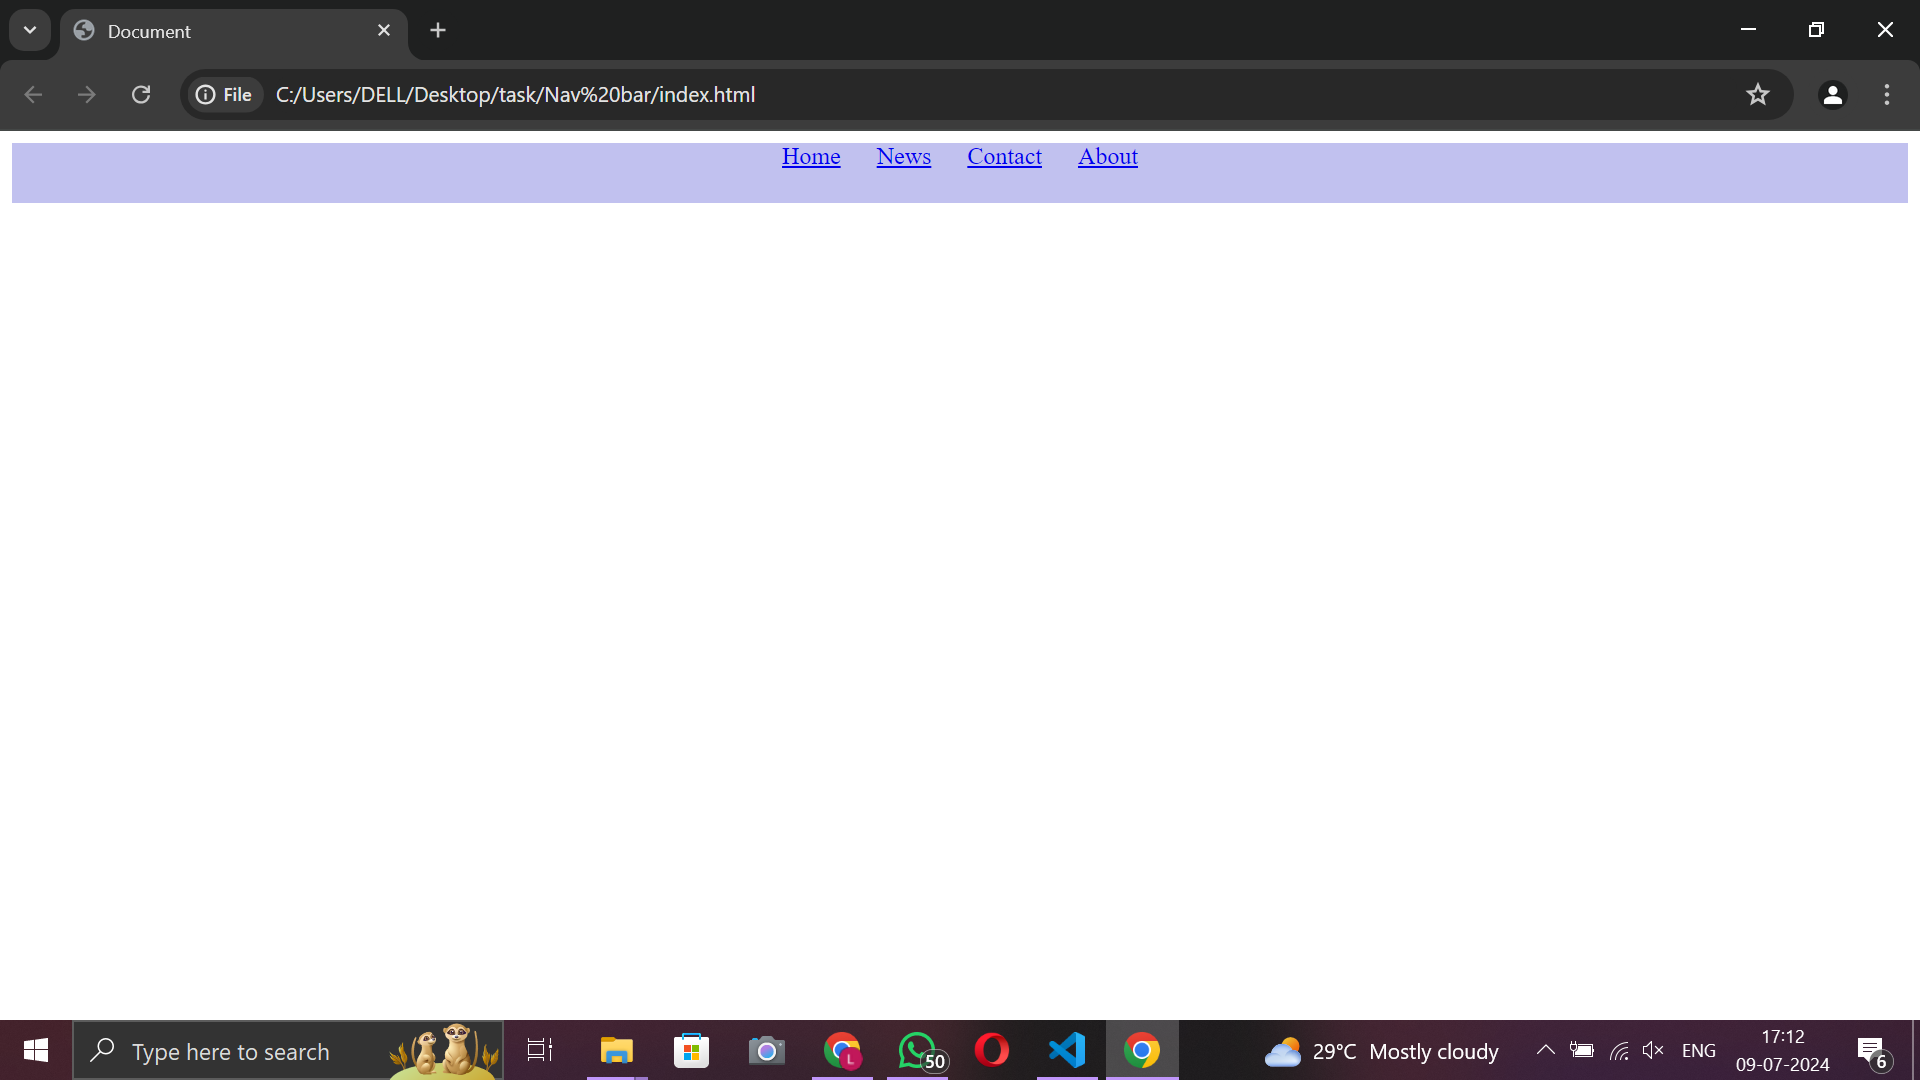 Document
File C:/Users/DELL/Desktop/task/Nav%20bar/index.html
Home News Contact About
Type here to search
L
50
29°C Mostly cloudy
ENG
17:12
09-07-2024
6